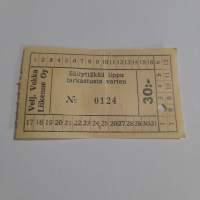 1 2 3 4 5 6 7 8 9 10 11 12 13 14 15 16
Velj. Vekka
Liikenne Oy
Säilytettävä lippu
tarkastusta varten
№ 0124
30:-
17 18 19 20 21 22 23 24 25 26 27 28 29 30 31